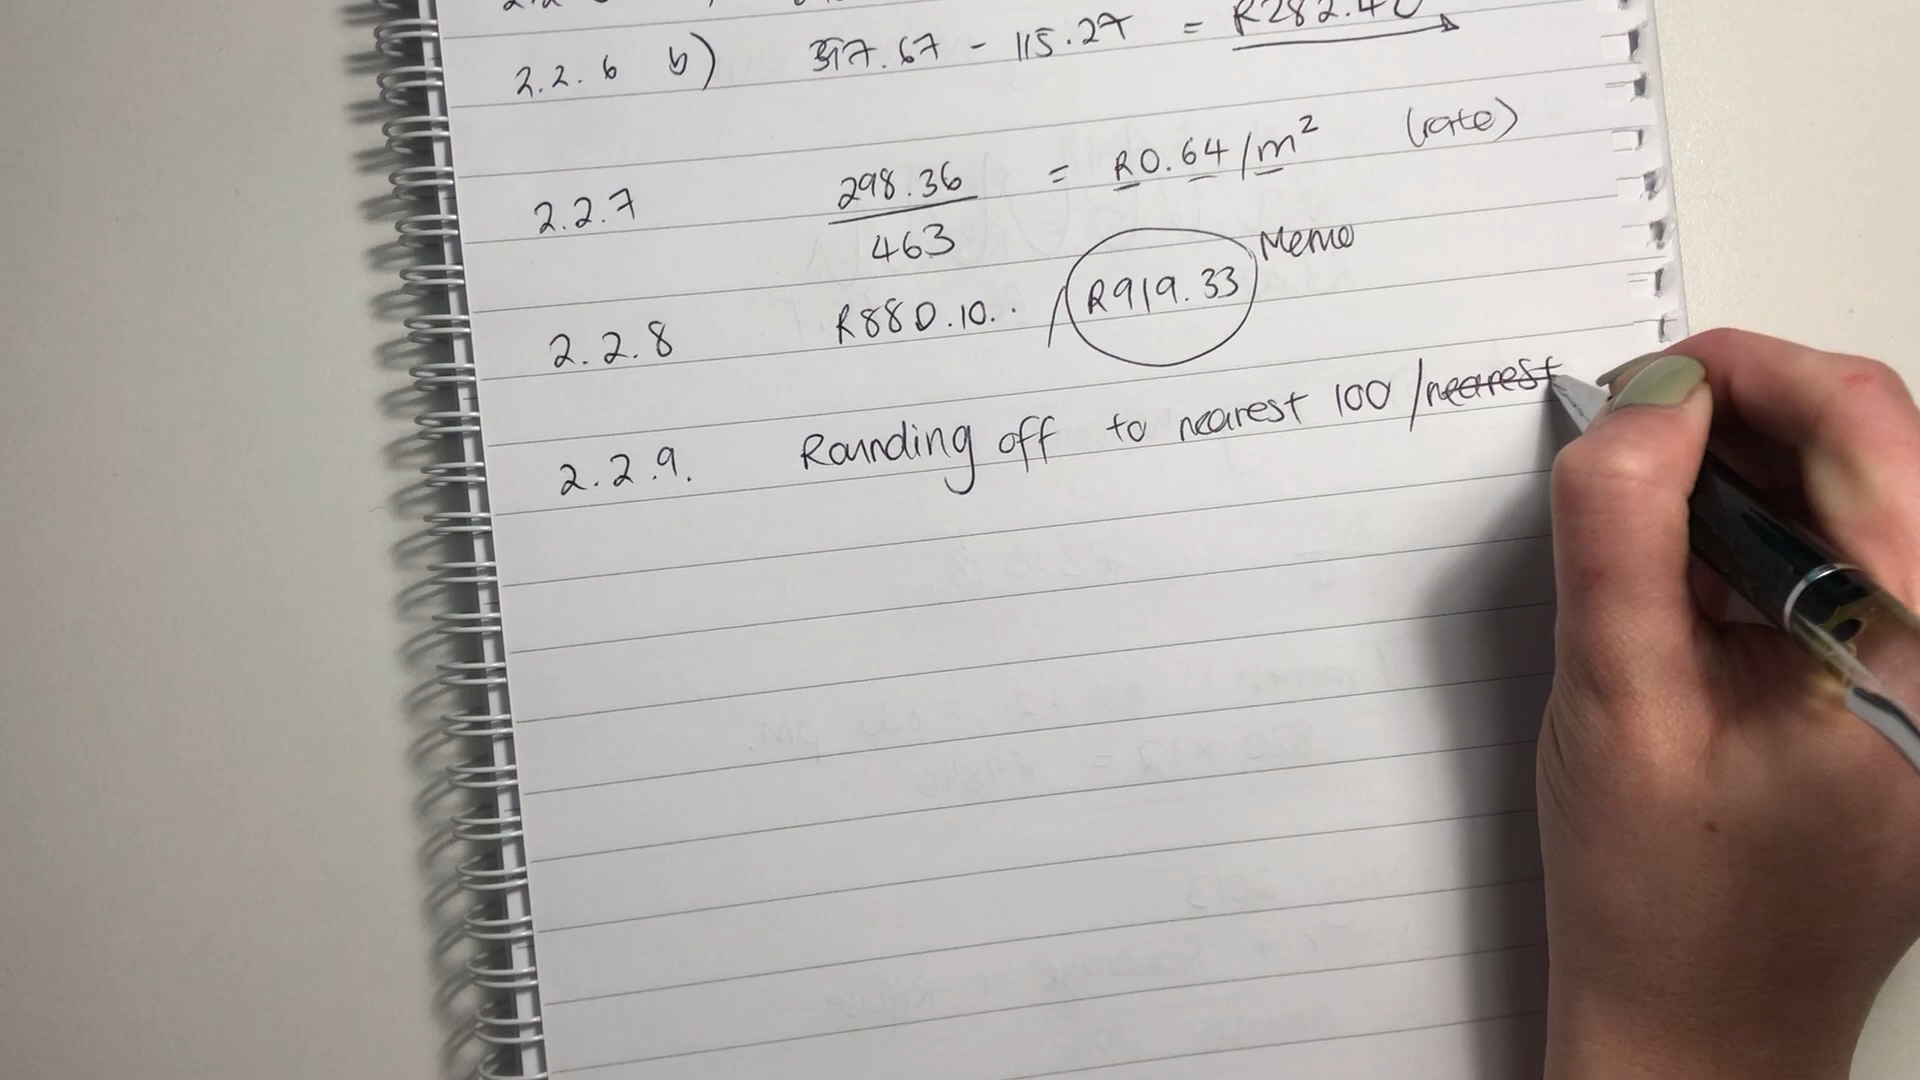 2.2.6 b) 397.67 - 115.27 = R282.40
2.2.7 298.36 / 463 = R0.64/m² (rate)
2.2.8 R880.10.. / R919.33 Memo
2.2.9. Rounding off to nearest 100 / nearest